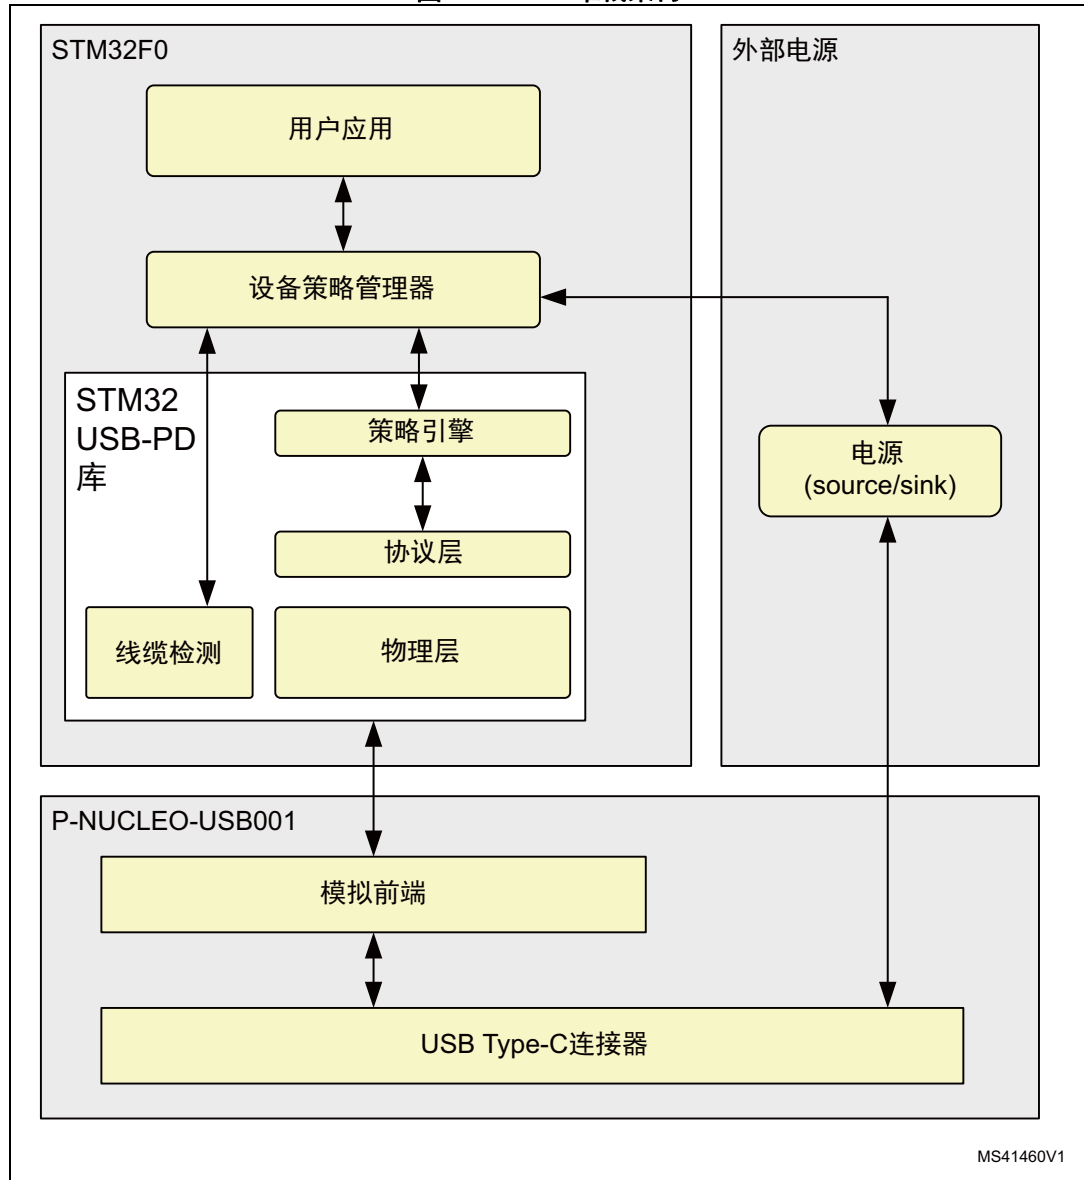 STM32F0
外部电源
用户应用
设备策略管理器
STM32
USB-PD
库
策略引擎
电源
(source/sink)
协议层
线缆检测
物理层
P-NUCLEO-USB001
模拟前端
USB Type-C连接器
MS41460V1